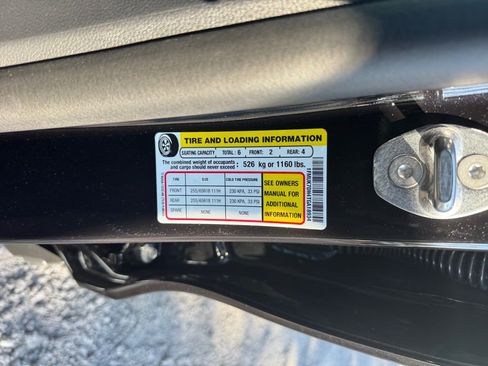 TIRE AND LOADING INFORMATION
SEATING CAPACITY TOTAL : 6 FRONT: 2 REAR: 4
The combined weight of occupants and cargo should never exceed : 526 kg or 1160 lbs.
TIRE SIZE COLD TIRE PRESSURE
FRONT 255/65R18 111H 230 KPA, 33 PSI
REAR 255/65R18 111H 230 KPA, 33 PSI
SPARE NONE NONE
SEE OWNERS
MANUAL FOR
ADDITIONAL
INFORMATION